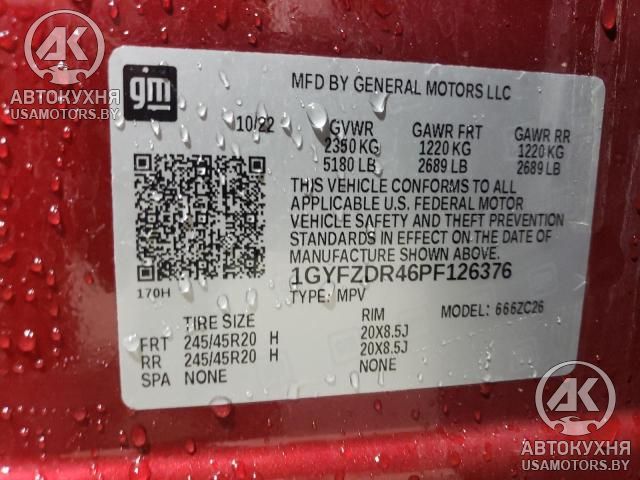 AK
АВТОКУХНЯ
USAMOTORS.BY
gm
MFD BY GENERAL MOTORS LLC
10/22 GVWR GAWR FRT GAWR RR
2350 KG 1220 KG 1220 KG
5180 LB 2689 LB 2689 LB
THIS VEHICLE CONFORMS TO ALL
APPLICABLE U.S. FEDERAL MOTOR
VEHICLE SAFETY AND THEFT PREVENTION
STANDARDS IN EFFECT ON THE DATE OF
MANUFACTURE SHOWN ABOVE.
170H
1GYFZDR46PF126376
TYPE: MPV MODEL: 666ZC26
TIRE SIZE RIM
FRT 245/45R20 H 20X8.5J
RR 245/45R20 H 20X8.5J
SPA NONE NONE
AK
АВТОКУХНЯ
USAMOTORS.BY